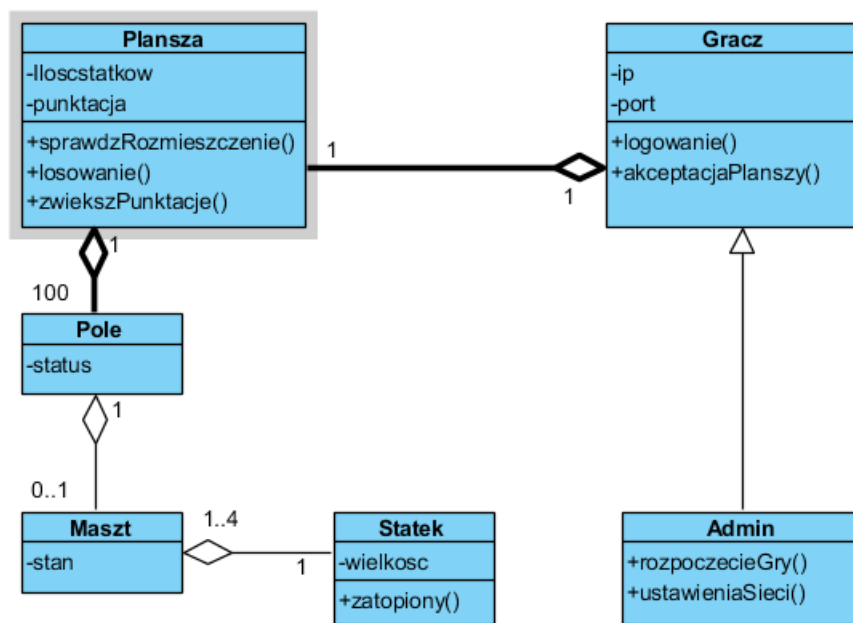 Plansza
-Iloscstatkow
-punktacja
+sprawdzRozmieszczenie()
+losowanie()
+zwiekszPunktacje()
1
1
Gracz
-ip
-port
+logowanie()
+akceptacjaPlanszy()
1
100
Pole
-status
1
0..1
Maszt
-stan
1..4
1
Statek
-wielkosc
+zatopiony()
Admin
+rozpoczecieGry()
+ustawieniaSieci()